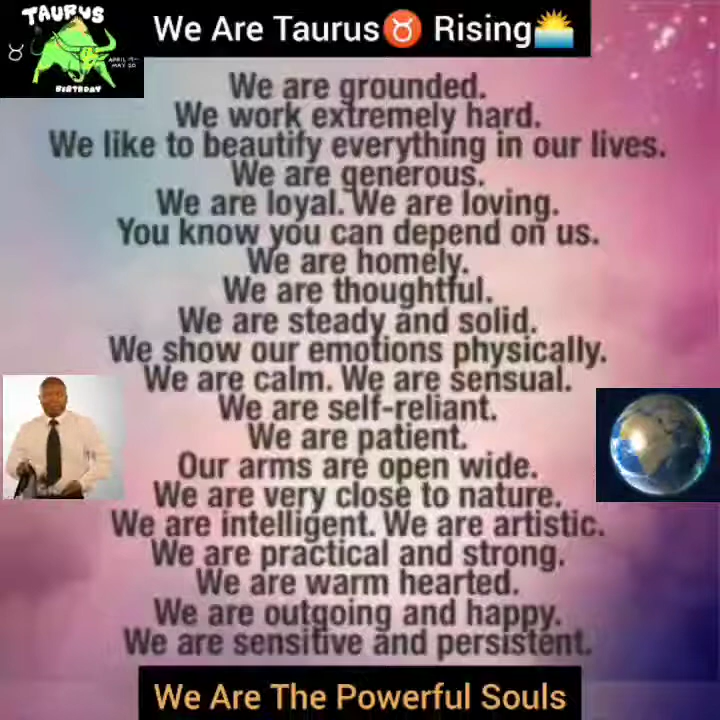 TAURUS
♉
APRIL 19-
MAY 20
BIRTHDAY
We Are Taurus♉ Rising🌅
We are grounded.
We work extremely hard.
We like to beautify everything in our lives.
We are generous.
We are loyal. We are loving.
You know you can depend on us.
We are homely.
We are thoughtful.
We are steady and solid.
We show our emotions physically.
We are calm. We are sensual.
We are self-reliant.
We are patient.
Our arms are open wide.
We are very close to nature.
We are intelligent. We are artistic.
We are practical and strong.
We are warm hearted.
We are outgoing and happy.
We are sensitive and persistent.
We Are The Powerful Souls